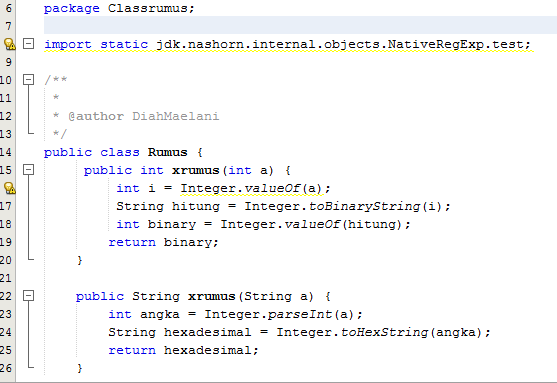 6 package Classrumus;
7
import static jdk.nashorn.internal.objects.NativeRegExp.test;
9
10 /**
11 *
12 * @author DiahMaelani
13 */
14 public class Rumus {
15 public int xrumus(int a) {
int i = Integer.valueOf(a);
17 String hitung = Integer.toBinaryString(i);
18 int binary = Integer.valueOf(hitung);
19 return binary;
20 }
21
22 public String xrumus(String a) {
23 int angka = Integer.parseInt(a);
24 String hexadesimal = Integer.toHexString(angka);
25 return hexadesimal;
26 }